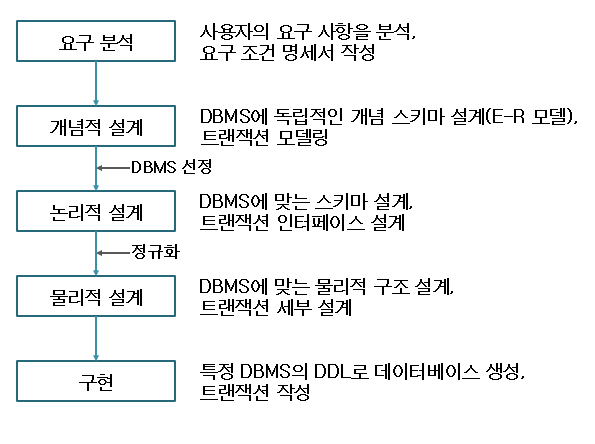 요구 분석
사용자의 요구 사항을 분석,
요구 조건 명세서 작성
개념적 설계
DBMS에 독립적인 개념 스키마 설계(E-R 모델),
트랜잭션 모델링
DBMS 선정
논리적 설계
DBMS에 맞는 스키마 설계,
트랜잭션 인터페이스 설계
정규화
물리적 설계
DBMS에 맞는 물리적 구조 설계,
트랜잭션 세부 설계
구현
특정 DBMS의 DDL로 데이터베이스 생성,
트랜잭션 작성